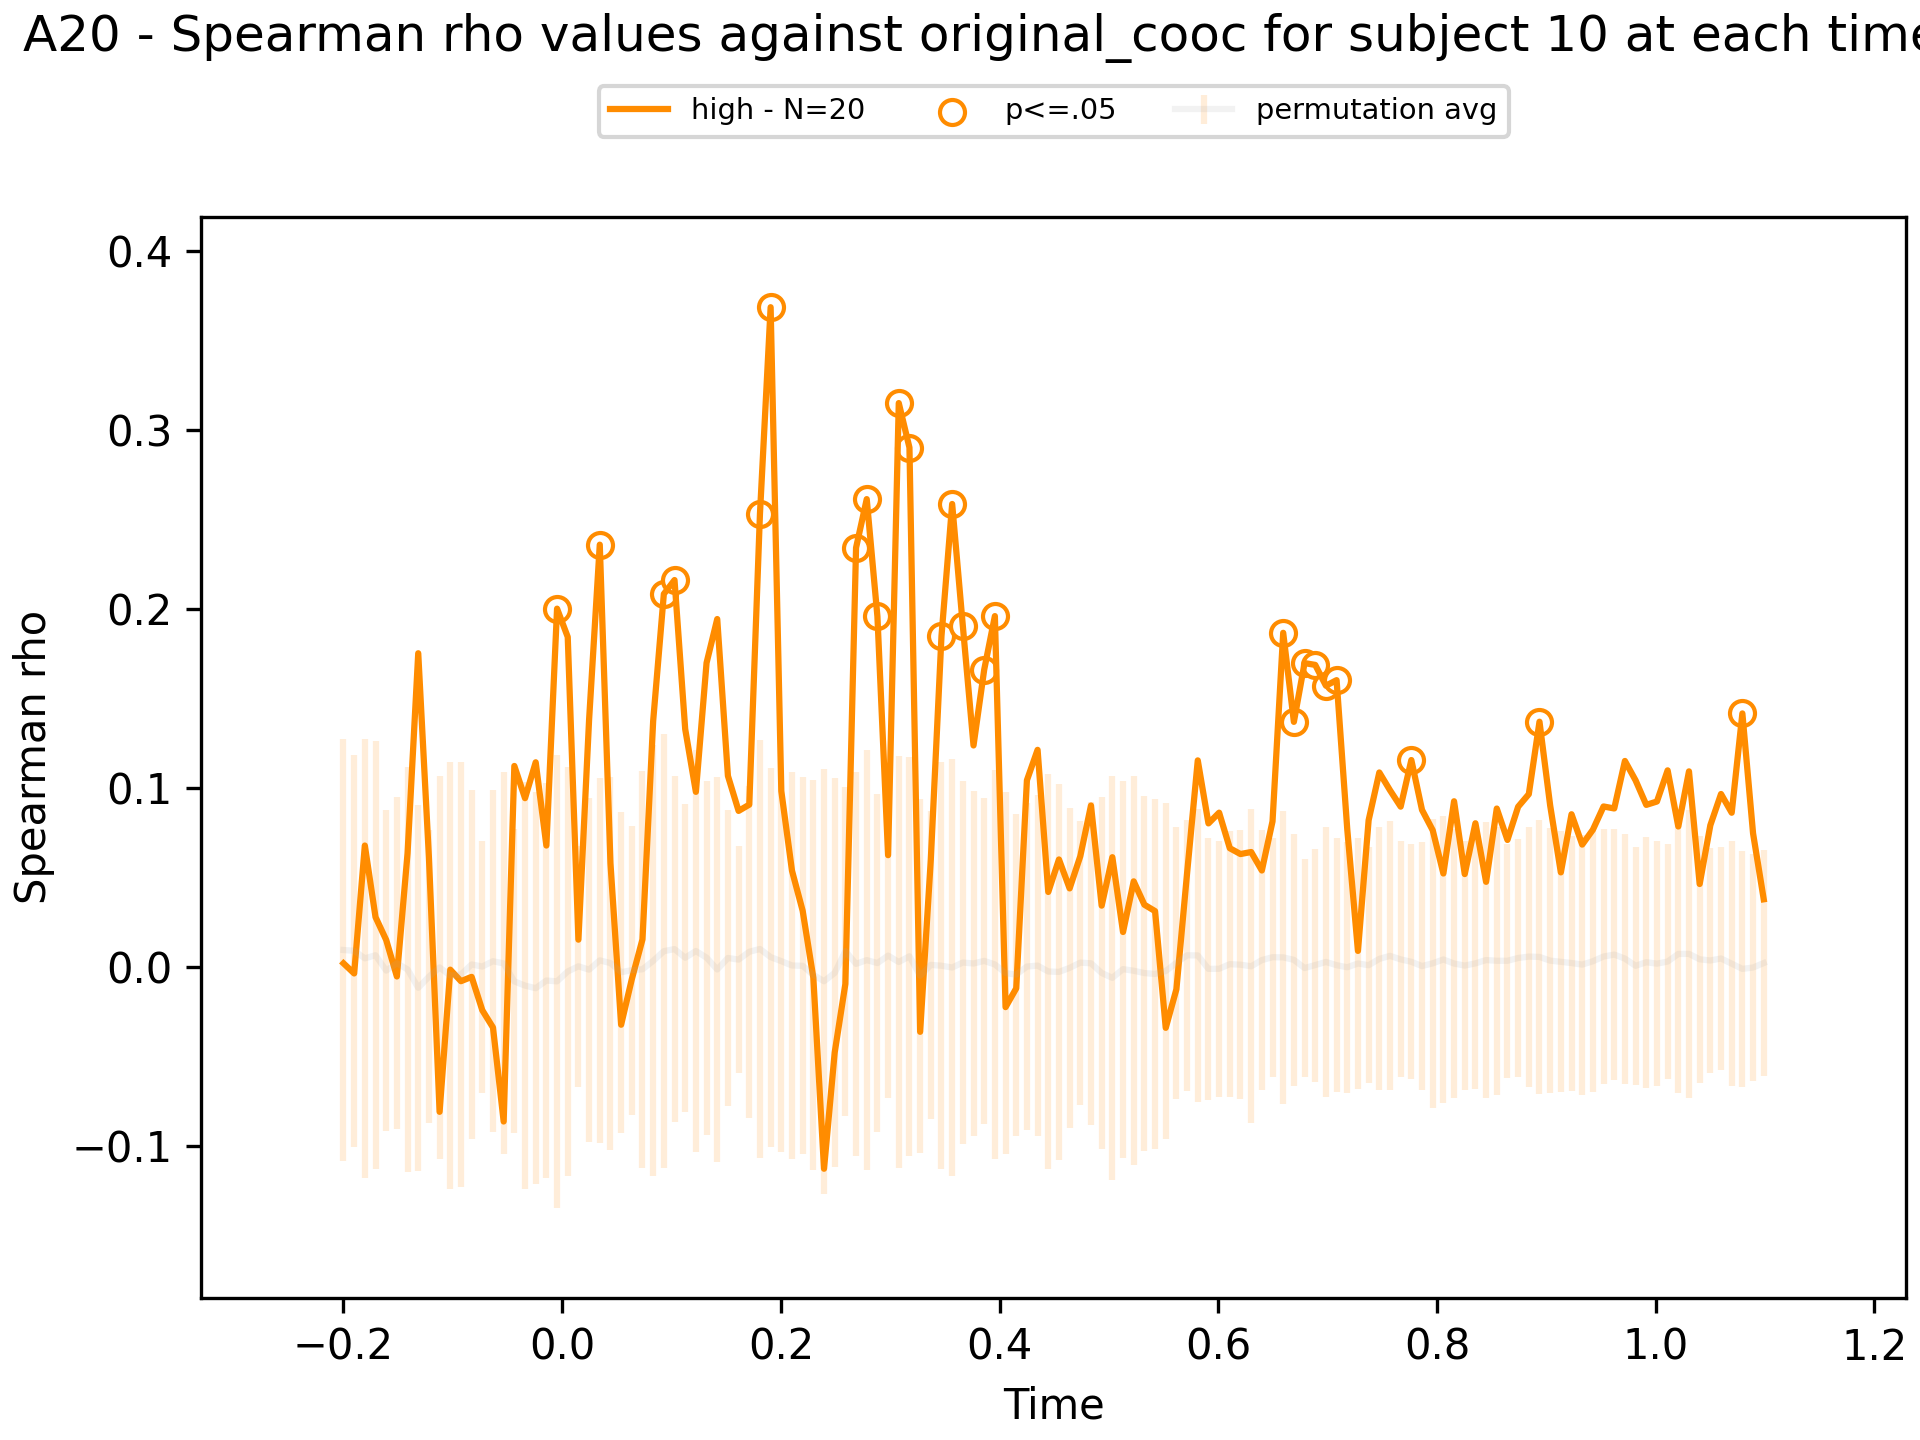 A20 - Spearman rho values against original_cooc for subject 10 at each time
high - N=20 p<=.05 permutation avg
0.4
0.3
0.2
0.1
0.0
−0.1
Spearman rho
−0.2 0.0 0.2 0.4 0.6 0.8 1.0 1.2
Time